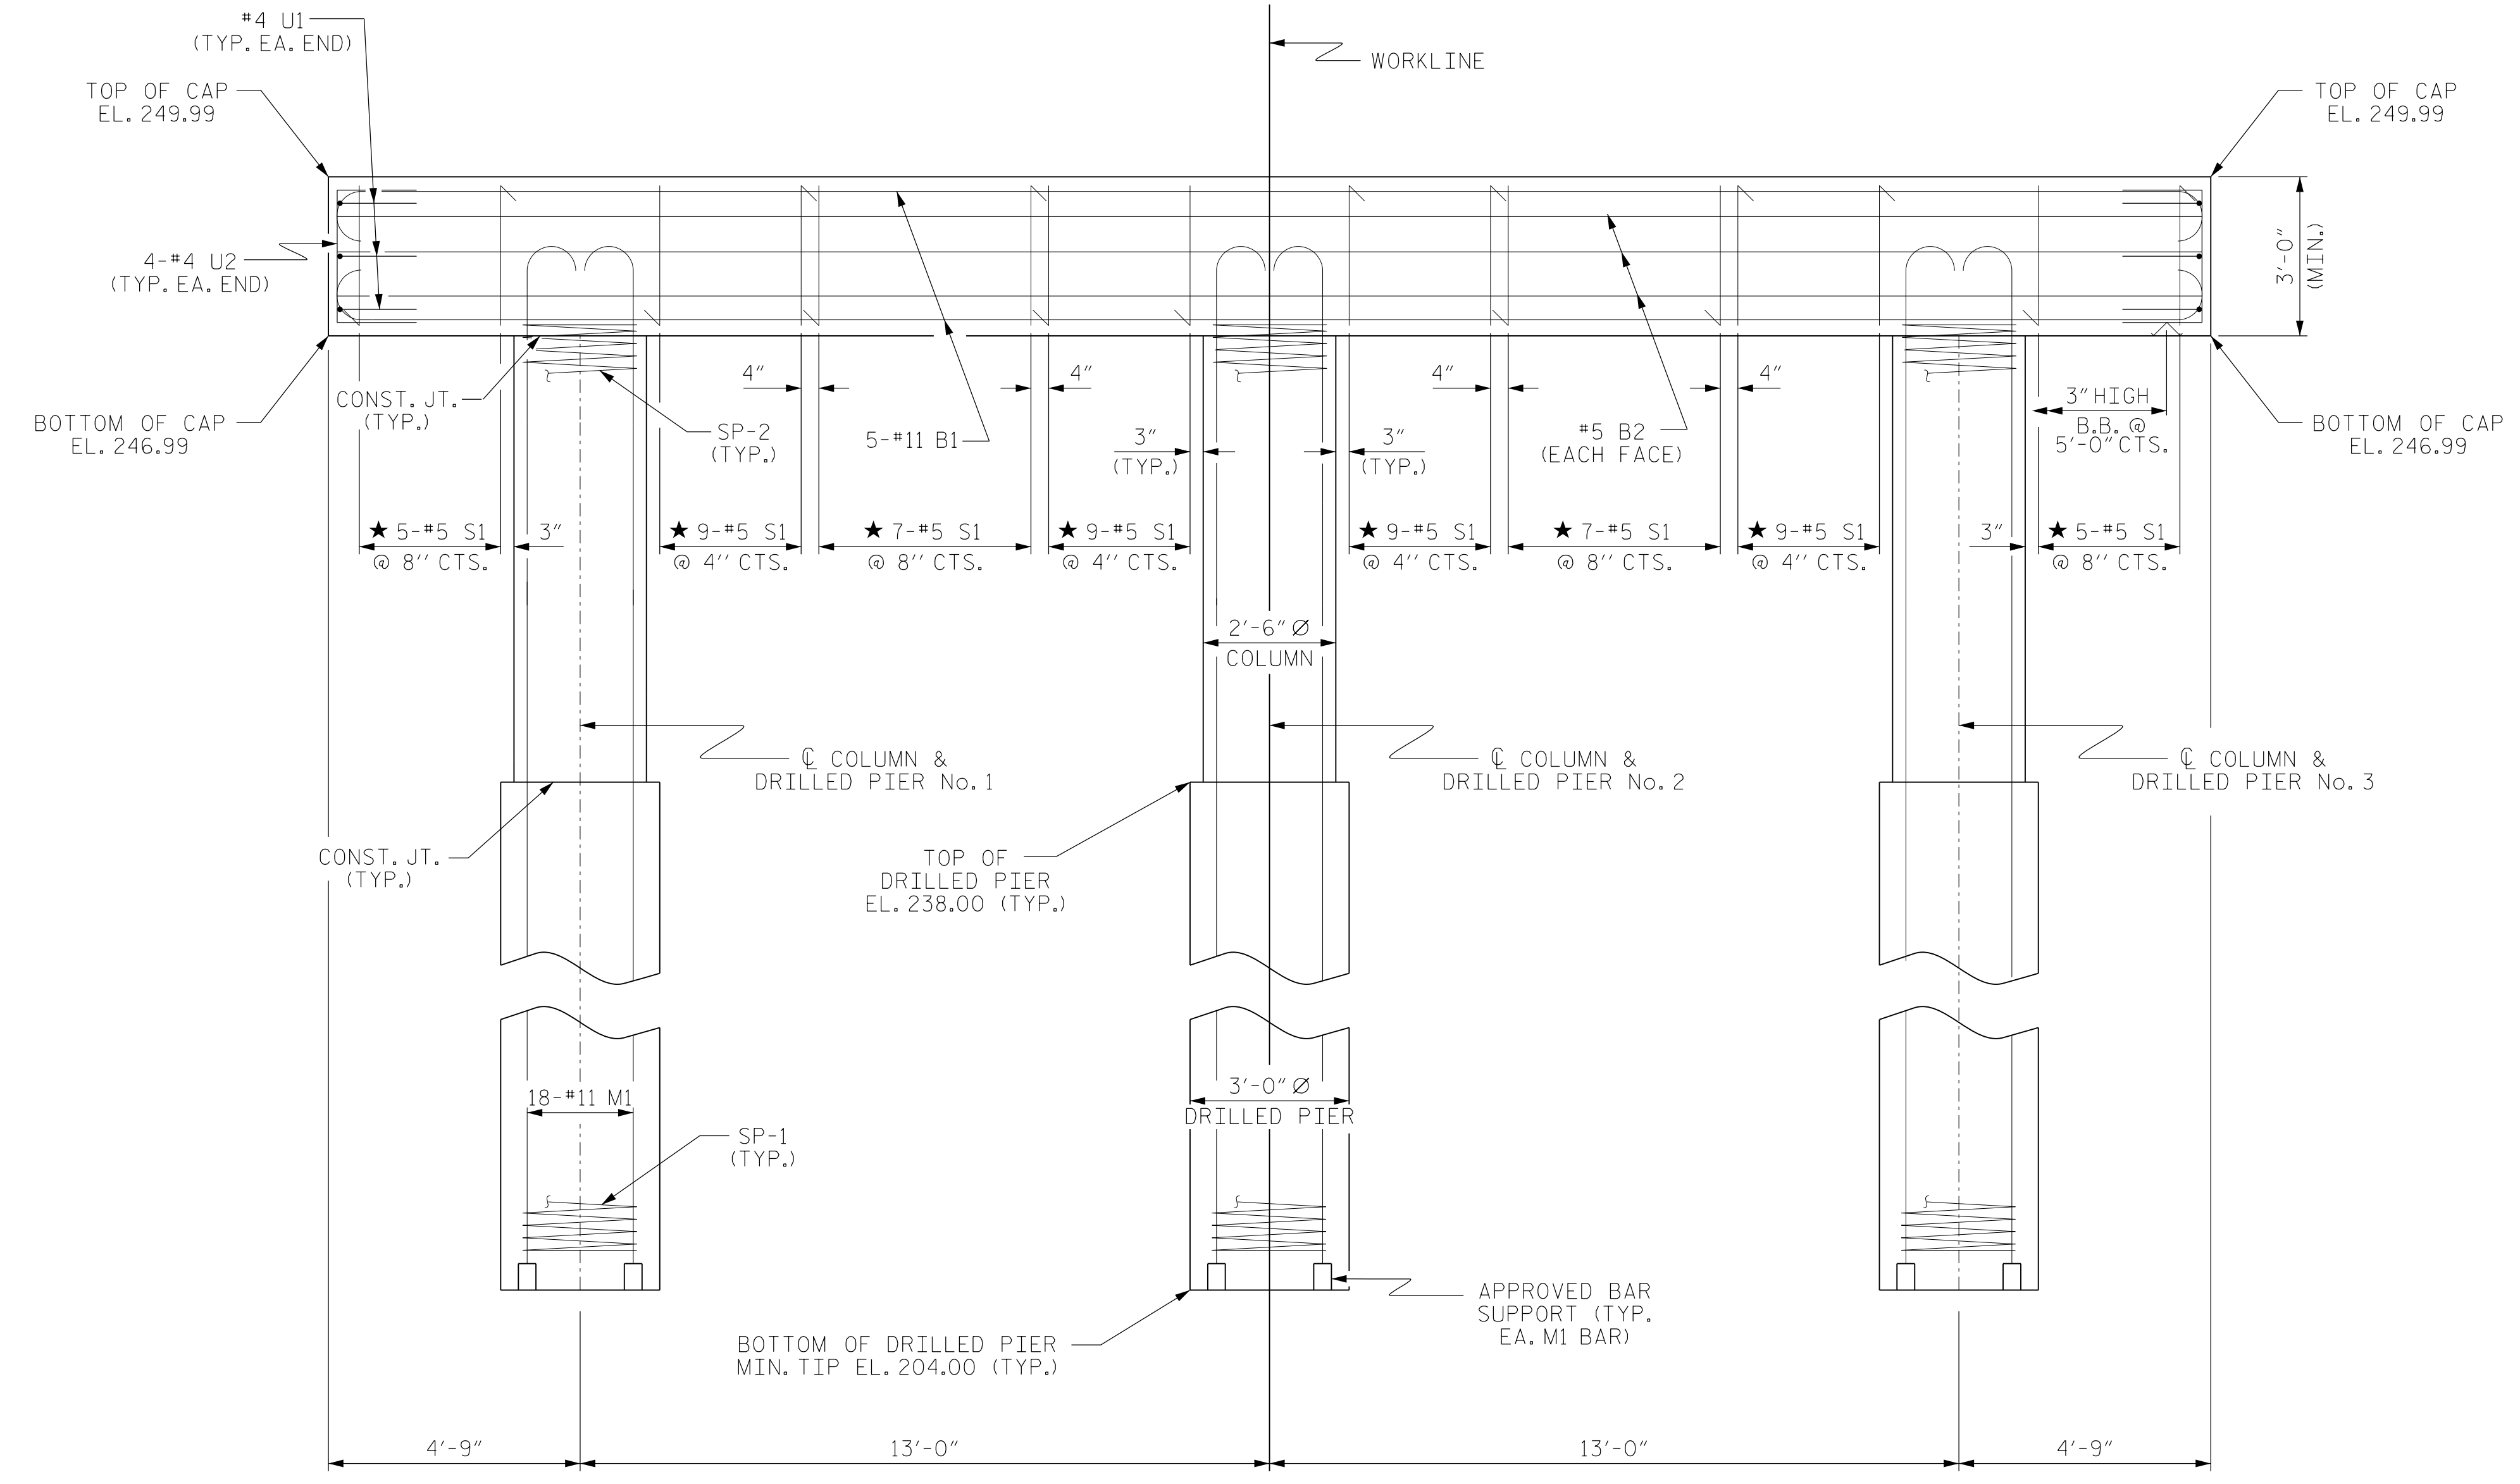 #4 U1
(TYP. EA. END)
WORKLINE
TOP OF CAP
EL. 249.99
TOP OF CAP
EL. 249.99
4-#4 U2
(TYP. EA. END)
3'-0"
(MIN.)
BOTTOM OF CAP
EL. 246.99
CONST. JT.
(TYP.)
SP-2
(TYP.)
4"
5-#11 B1
4"
3"
(TYP.)
3"
(TYP.)
4"
#5 B2
(EACH FACE)
4"
3" HIGH
B.B. @
5'-0" CTS.
BOTTOM OF CAP
EL. 246.99
★ 5-#5 S1
@ 8'' CTS.
3"
★ 9-#5 S1
@ 4'' CTS.
★ 7-#5 S1
@ 8'' CTS.
★ 9-#5 S1
@ 4'' CTS.
★ 9-#5 S1
@ 4'' CTS.
★ 7-#5 S1
@ 8'' CTS.
★ 9-#5 S1
@ 4'' CTS.
3"
★ 5-#5 S1
@ 8'' CTS.
2'-6" Ø
COLUMN
℄ COLUMN &
DRILLED PIER No. 1
℄ COLUMN &
DRILLED PIER No. 2
℄ COLUMN &
DRILLED PIER No. 3
CONST. JT.
(TYP.)
TOP OF
DRILLED PIER
EL. 238.00 (TYP.)
18-#11 M1
3'-0" Ø
DRILLED PIER
SP-1
(TYP.)
APPROVED BAR
SUPPORT (TYP.
EA. M1 BAR)
BOTTOM OF DRILLED PIER
MIN. TIP EL. 204.00 (TYP.)
4'-9"
13'-0"
13'-0"
4'-9"